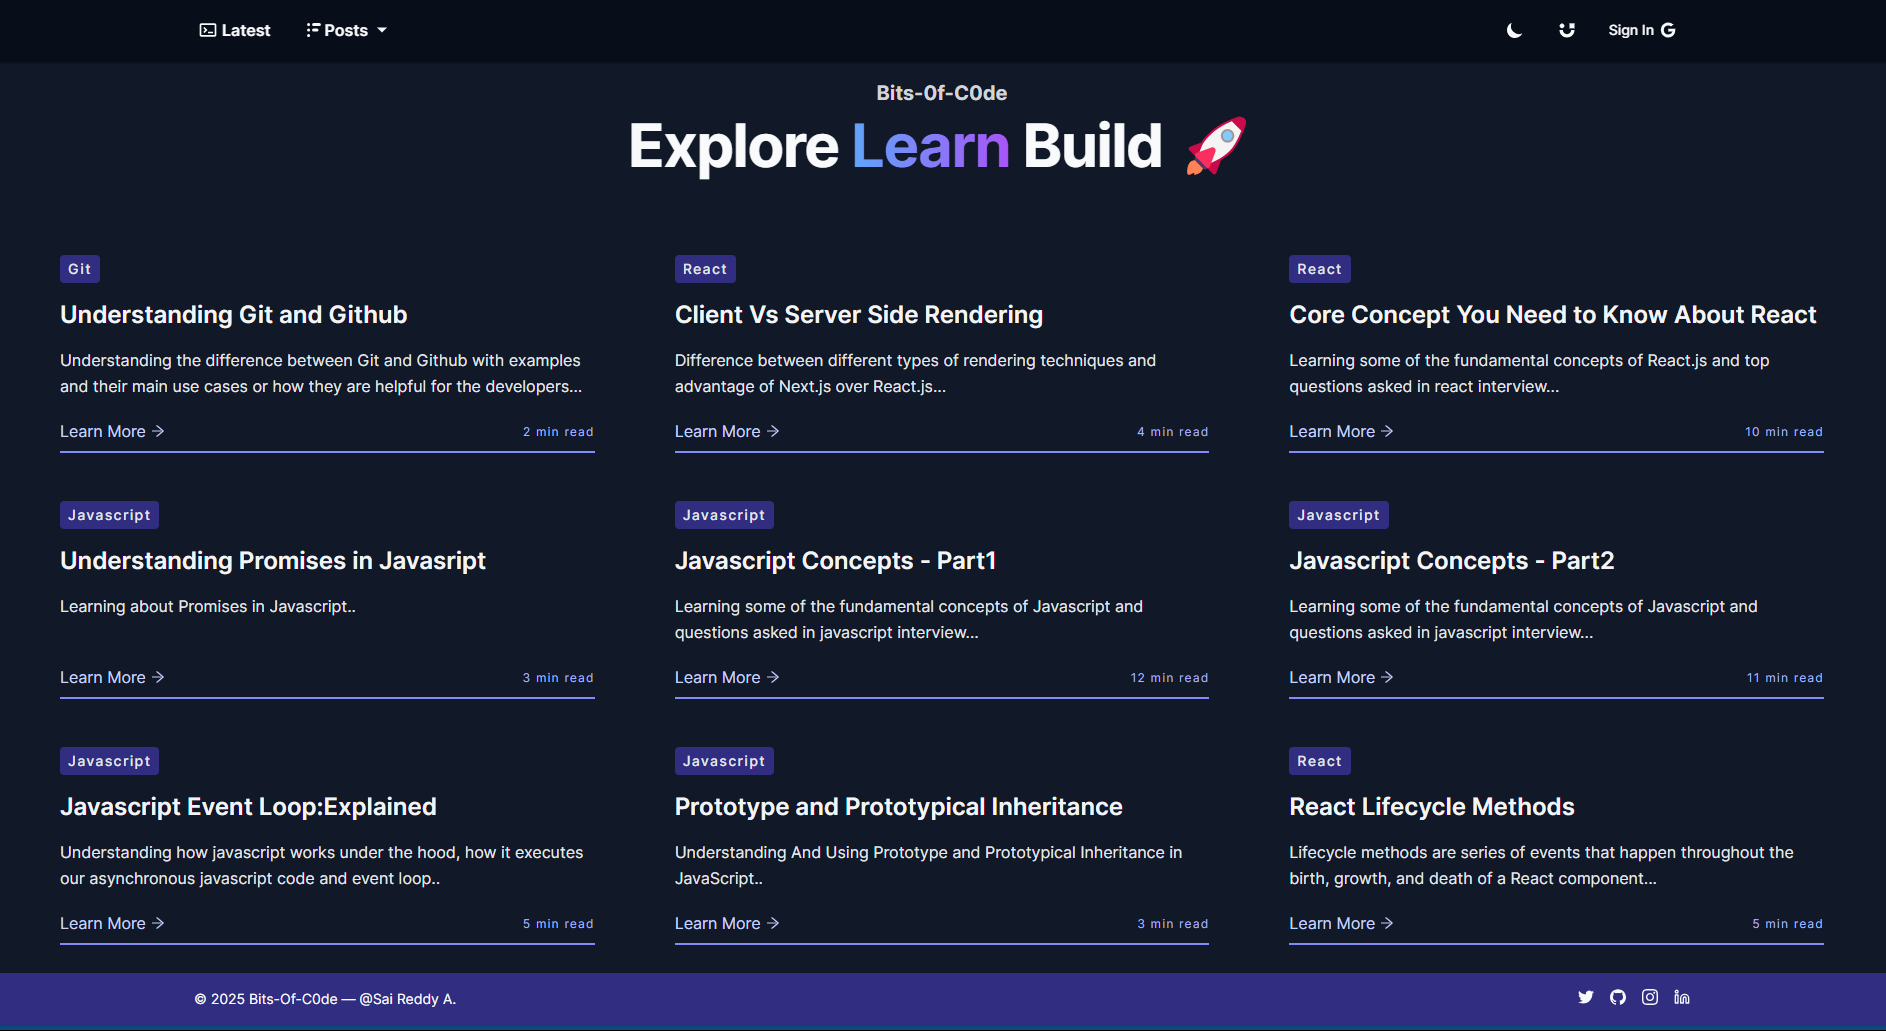 Latest
Posts
Sign In
Bits-0f-C0de
Explore Learn Build 🚀
Git
Understanding Git and Github
Understanding the difference between Git and Github with examples
and their main use cases or how they are helpful for the developers...
Learn More →
2 min read
React
Client Vs Server Side Rendering
Difference between different types of rendering techniques and
advantage of Next.js over React.js...
Learn More →
4 min read
React
Core Concept You Need to Know About React
Learning some of the fundamental concepts of React.js and top
questions asked in react interview...
Learn More →
10 min read
Javascript
Understanding Promises in Javasript
Learning about Promises in Javascript..
Learn More →
3 min read
Javascript
Javascript Concepts - Part1
Learning some of the fundamental concepts of Javascript and
questions asked in javascript interview...
Learn More →
12 min read
Javascript
Javascript Concepts - Part2
Learning some of the fundamental concepts of Javascript and
questions asked in javascript interview...
Learn More →
11 min read
Javascript
Javascript Event Loop:Explained
Understanding how javascript works under the hood, how it executes
our asynchronous javascript code and event loop..
Learn More →
5 min read
Javascript
Prototype and Prototypical Inheritance
Understanding And Using Prototype and Prototypical Inheritance in
JavaScript..
Learn More →
3 min read
React
React Lifecycle Methods
Lifecycle methods are series of events that happen throughout the
birth, growth, and death of a React component...
Learn More →
5 min read
© 2025 Bits-Of-C0de — @Sai Reddy A.